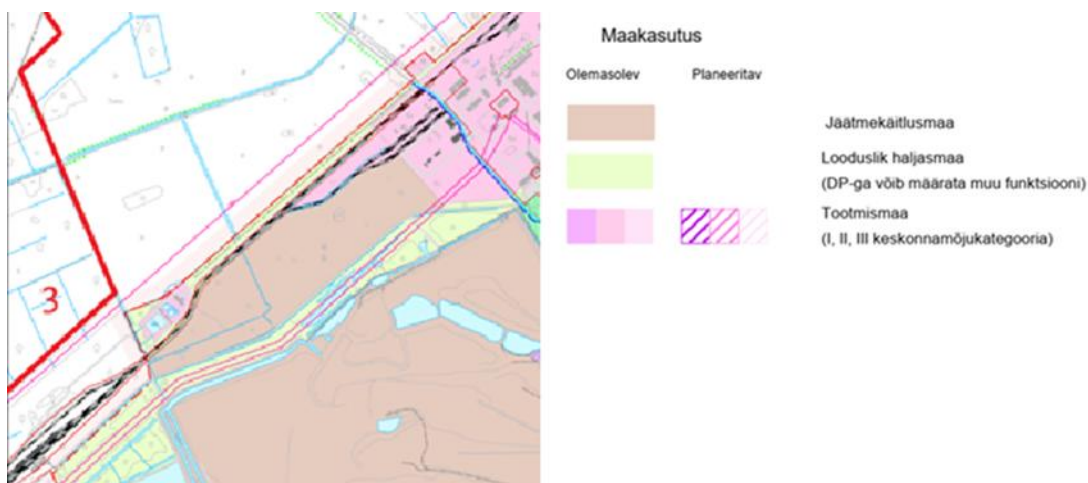 3
Maakasutus
Olemasolev Planeeritav
Jäätmekäitlusmaa
Looduslik haljasmaa
(DP-ga võib määrata muu funktsiooni)
Tootmismaa
(I, II, III keskonnamõjukategooria)